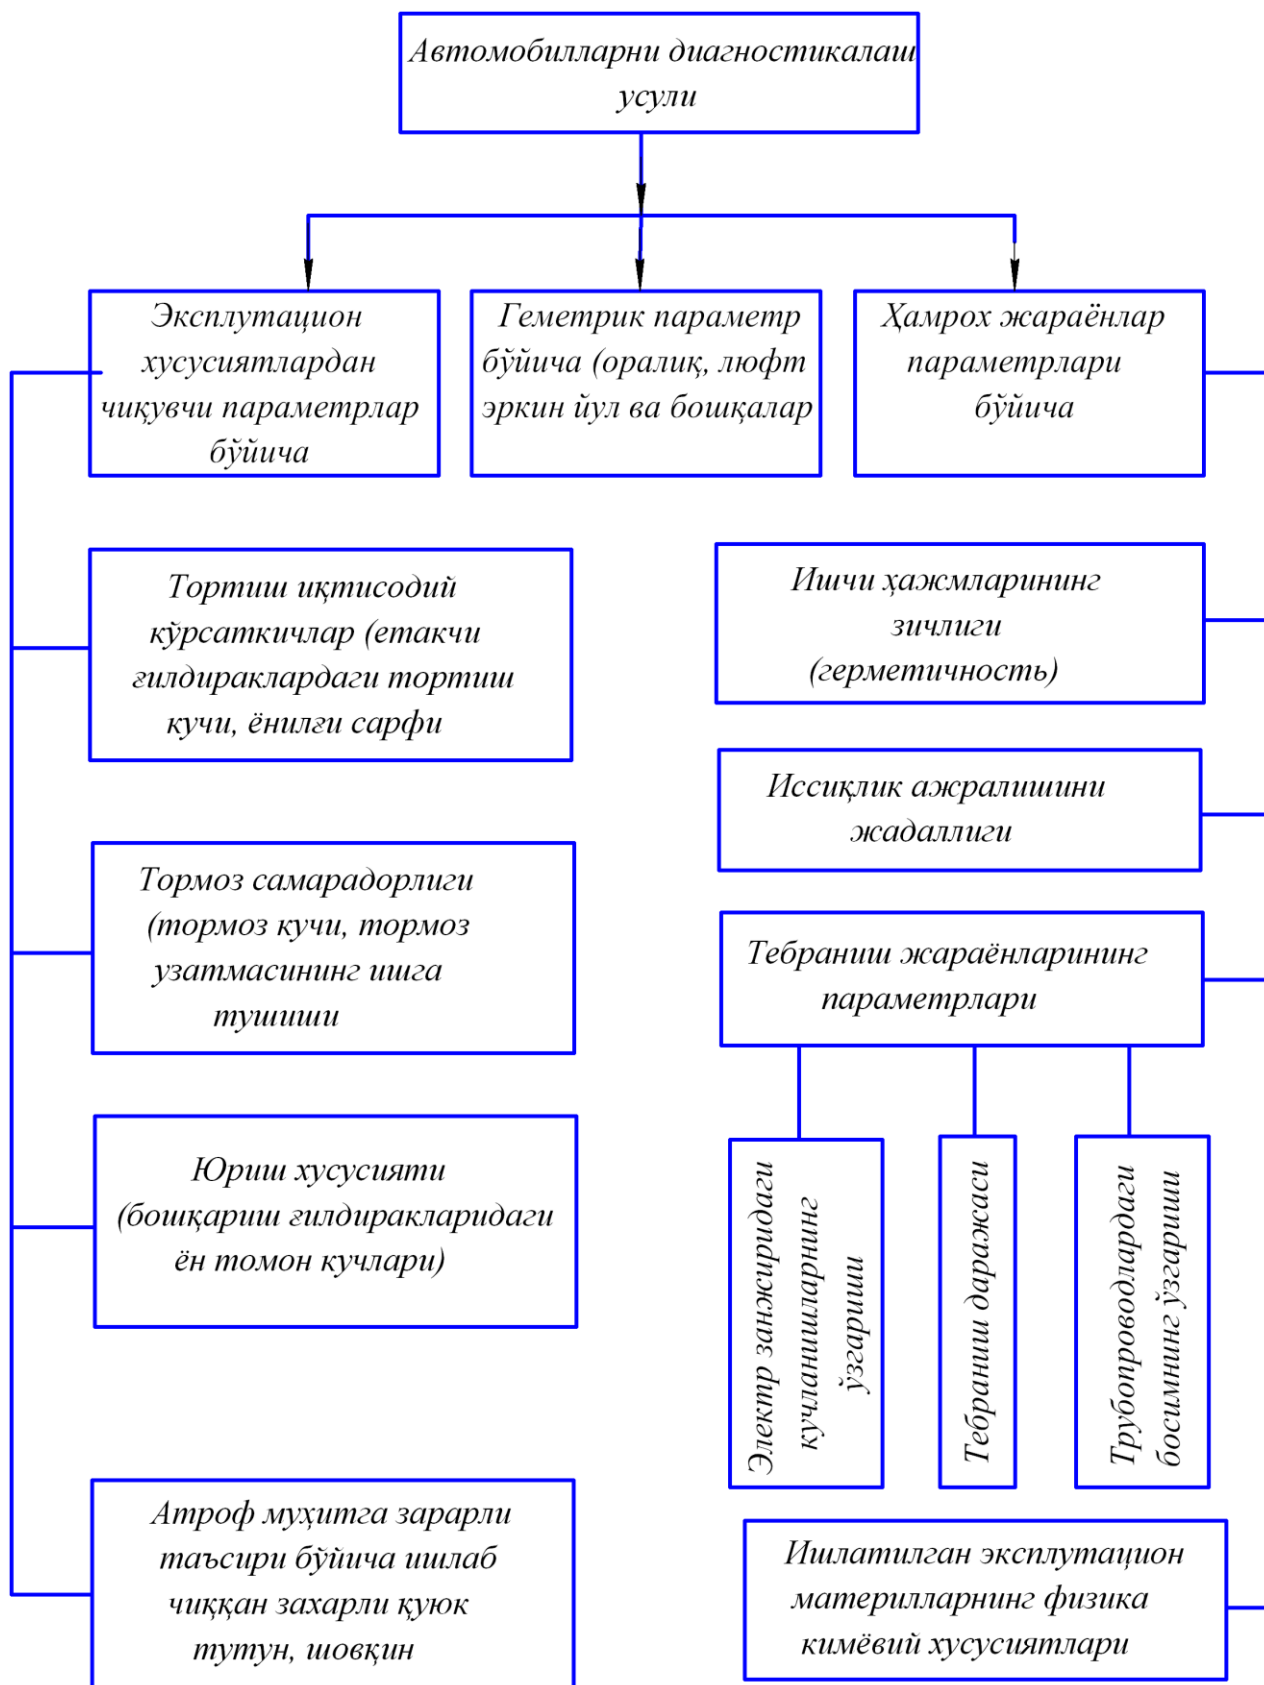 Автомобилларни диагностикалаш
усули
Эксплутацион
хусусиятлардан
чиқувчи параметрлар
бўйича
Геметрик параметр
бўйича (оралиқ, люфт
эркин йул ва бошқалар
Ҳамрох жараёнлар
параметрлари
бўйича
Тортиш иқтисодий
кўрсаткичлар (етакчи
ғилдираклардаги тортиш
кучи, ёнилғи сарфи
Тормоз самарадорлиги
(тормоз кучи, тормоз
узатмасининг ишга
тушиши
Юриш хусусияти
(бошқариш ғилдиракларидаги
ён томон кучлари)
Атроф муҳитга зарарли
таъсири бўйича ишлаб
чиққан захарли қуюк
тутун, шовқин
Ишчи ҳажмларининг
зичлиги
(герметичность)
Иссиқлик ажралишини
жадаллиги
Тебраниш жараёнларининг
параметрлари
Электр занжиридаги
кучланишларнинг
ўзгариши
Тебраниш даражаси
Трубопроводлардаги
босимнинг ўзгариши
Ишлатилган эксплутацион
материлларнинг физика
кимёвий хусусиятлари